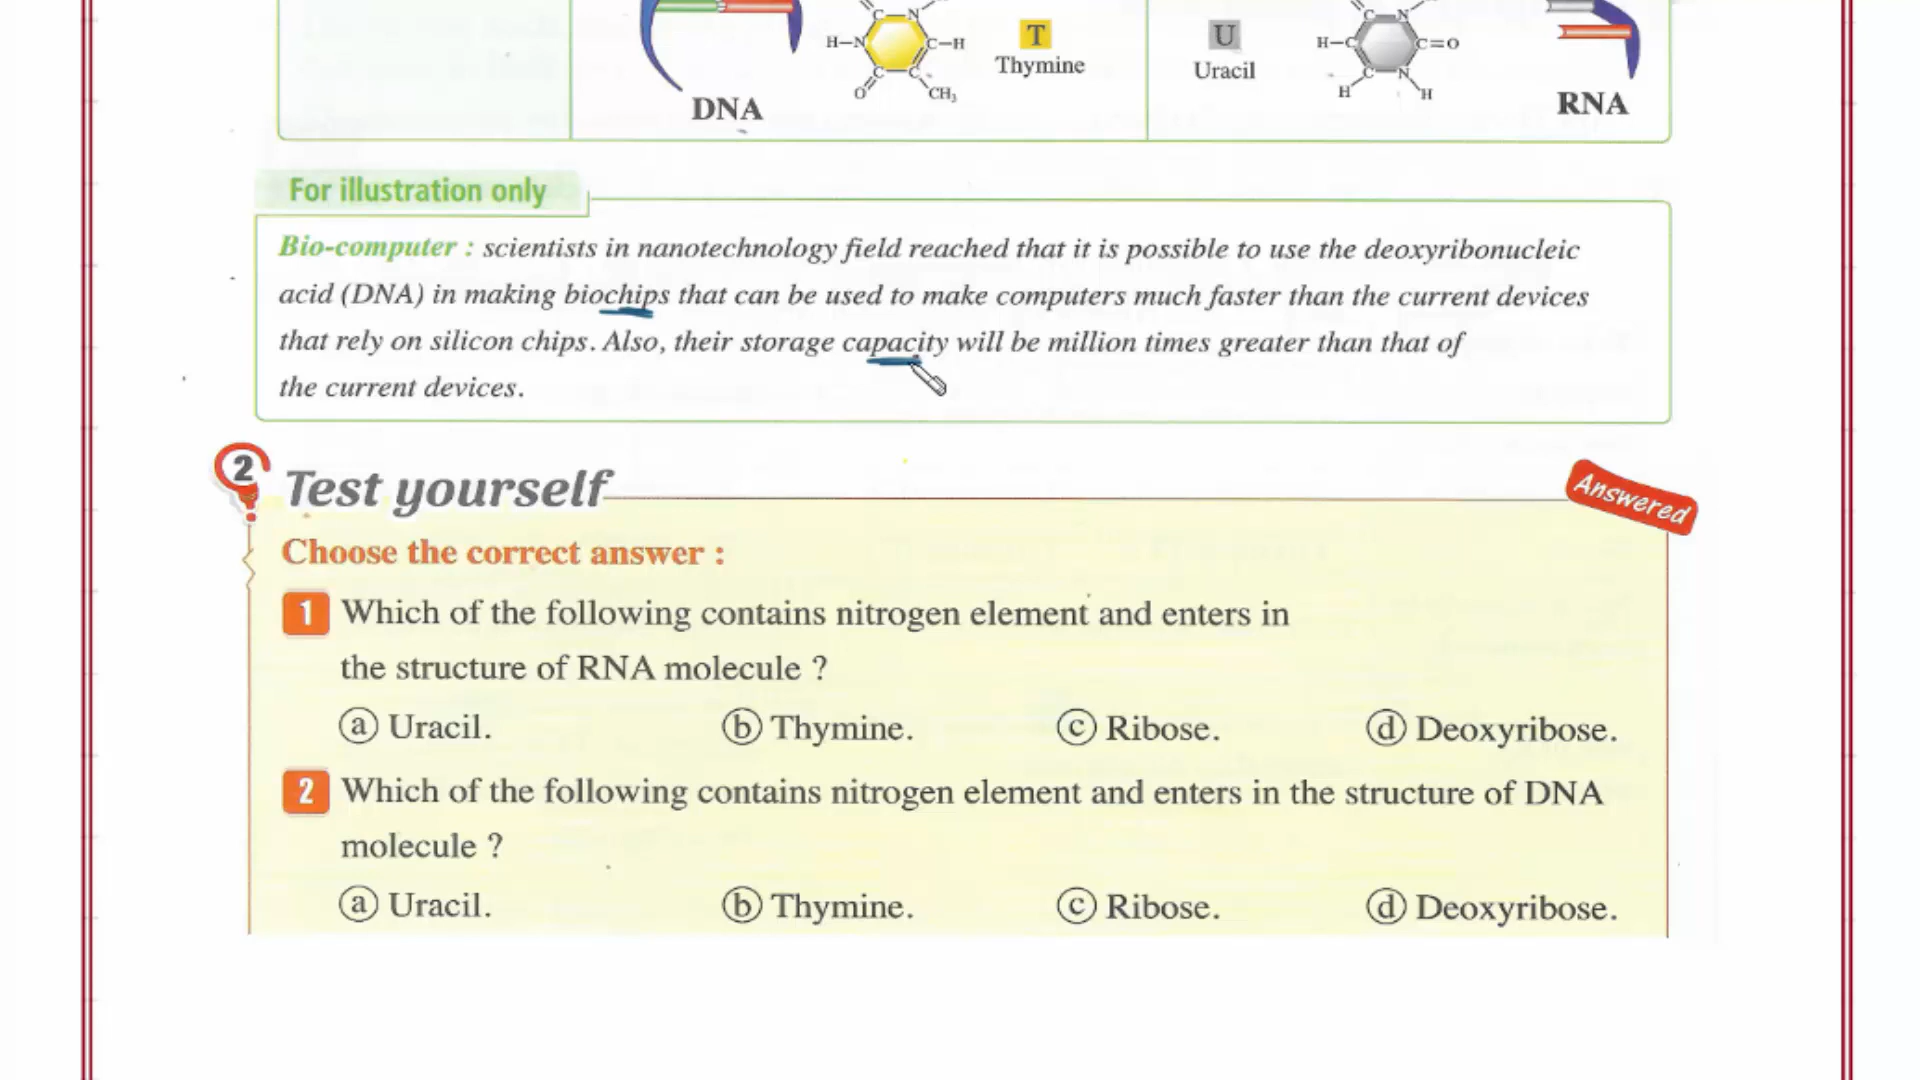 C N
H-N C-H
T
Thymine
C C
O CH3
DNA
U
Uracil
C N
H-C C=O
C N
H H
RNA
For illustration only
Bio-computer : scientists in nanotechnology field reached that it is possible to use the deoxyribonucleic
acid (DNA) in making biochips that can be used to make computers much faster than the current devices
that rely on silicon chips. Also, their storage capacity will be million times greater than that of
the current devices.
2 Test yourself
Answered
Choose the correct answer :
1 Which of the following contains nitrogen element and enters in
the structure of RNA molecule ?
a Uracil. b Thymine. c Ribose. d Deoxyribose.
2 Which of the following contains nitrogen element and enters in the structure of DNA
molecule ?
a Uracil. b Thymine. c Ribose. d Deoxyribose.